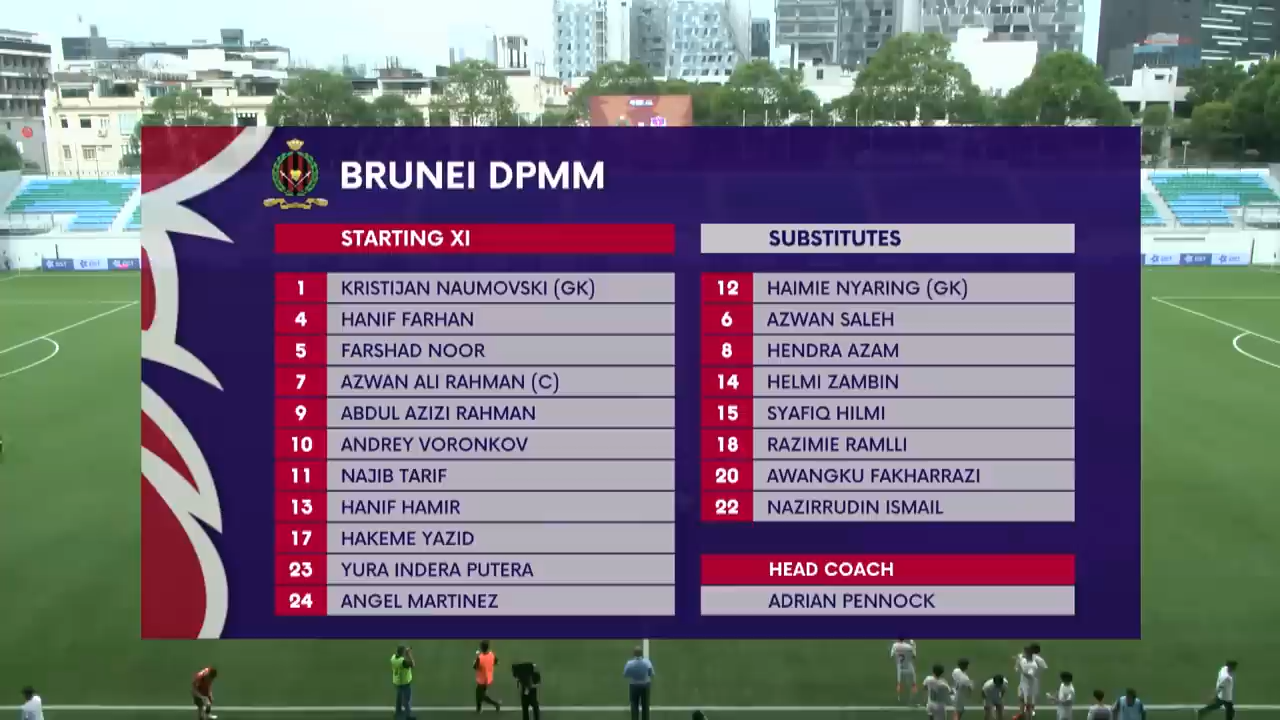 BRUNEI DPMM
STARTING XI
1 KRISTIJAN NAUMOVSKI (GK)
4 HANIF FARHAN
5 FARSHAD NOOR
7 AZWAN ALI RAHMAN (C)
9 ABDUL AZIZI RAHMAN
10 ANDREY VORONKOV
11 NAJIB TARIF
13 HANIF HAMIR
17 HAKEME YAZID
23 YURA INDERA PUTERA
24 ANGEL MARTINEZ
SUBSTITUTES
12 HAIMIE NYARING (GK)
6 AZWAN SALEH
8 HENDRA AZAM
14 HELMI ZAMBIN
15 SYAFIQ HILMI
18 RAZIMIE RAMLLI
20 AWANGKU FAKHARRAZI
22 NAZIRRUDIN ISMAIL
HEAD COACH
ADRIAN PENNOCK